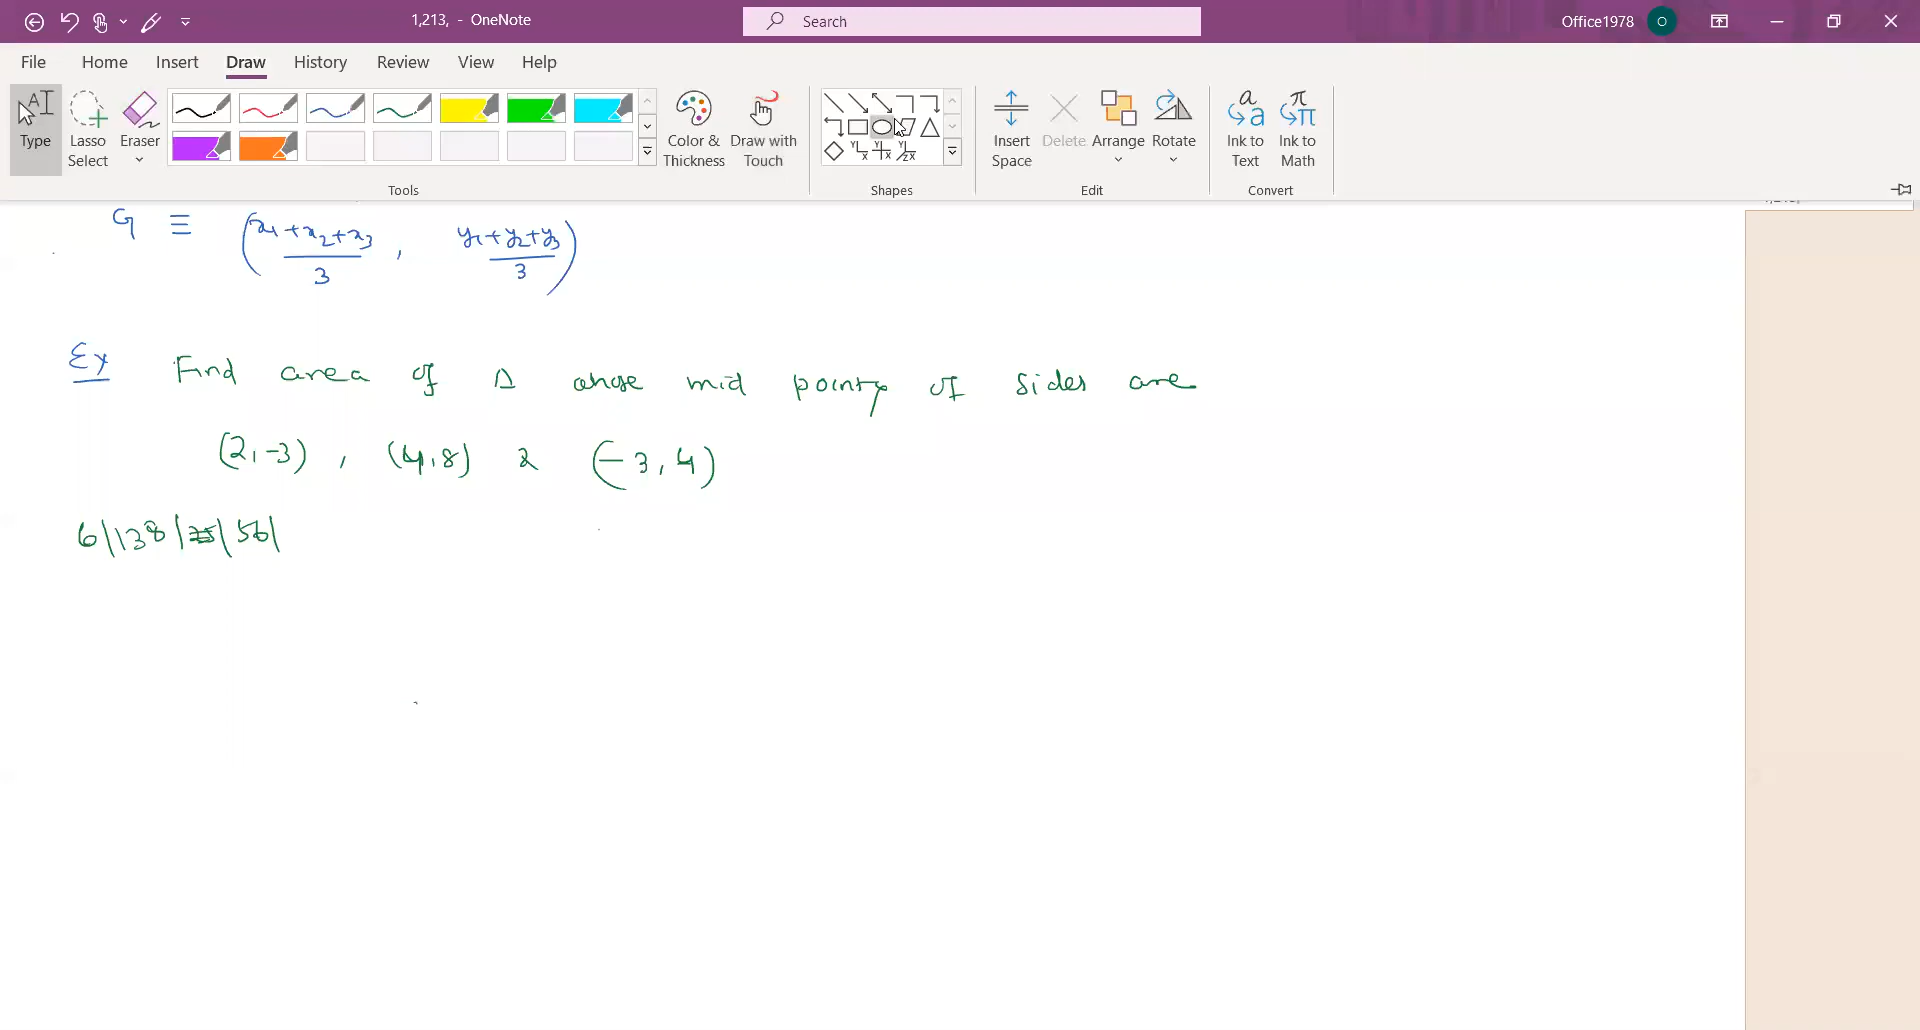 1,213, - OneNote
Search
Office1978
O
File Home Insert Draw History Review View Help
Type
Lasso Select
Eraser
Color & Thickness
Draw with Touch
Insert Space
Delete
Arrange
Rotate
Ink to Text
Ink to Math
Tools
Shapes
Edit
Convert
G ≡ (x1+x2+x3/3, y1+y2+y3/3)
Ex Find area of Δ whose mid points of sides are
(2,-3), (4,8) & (-3,4)
6|138| |56|